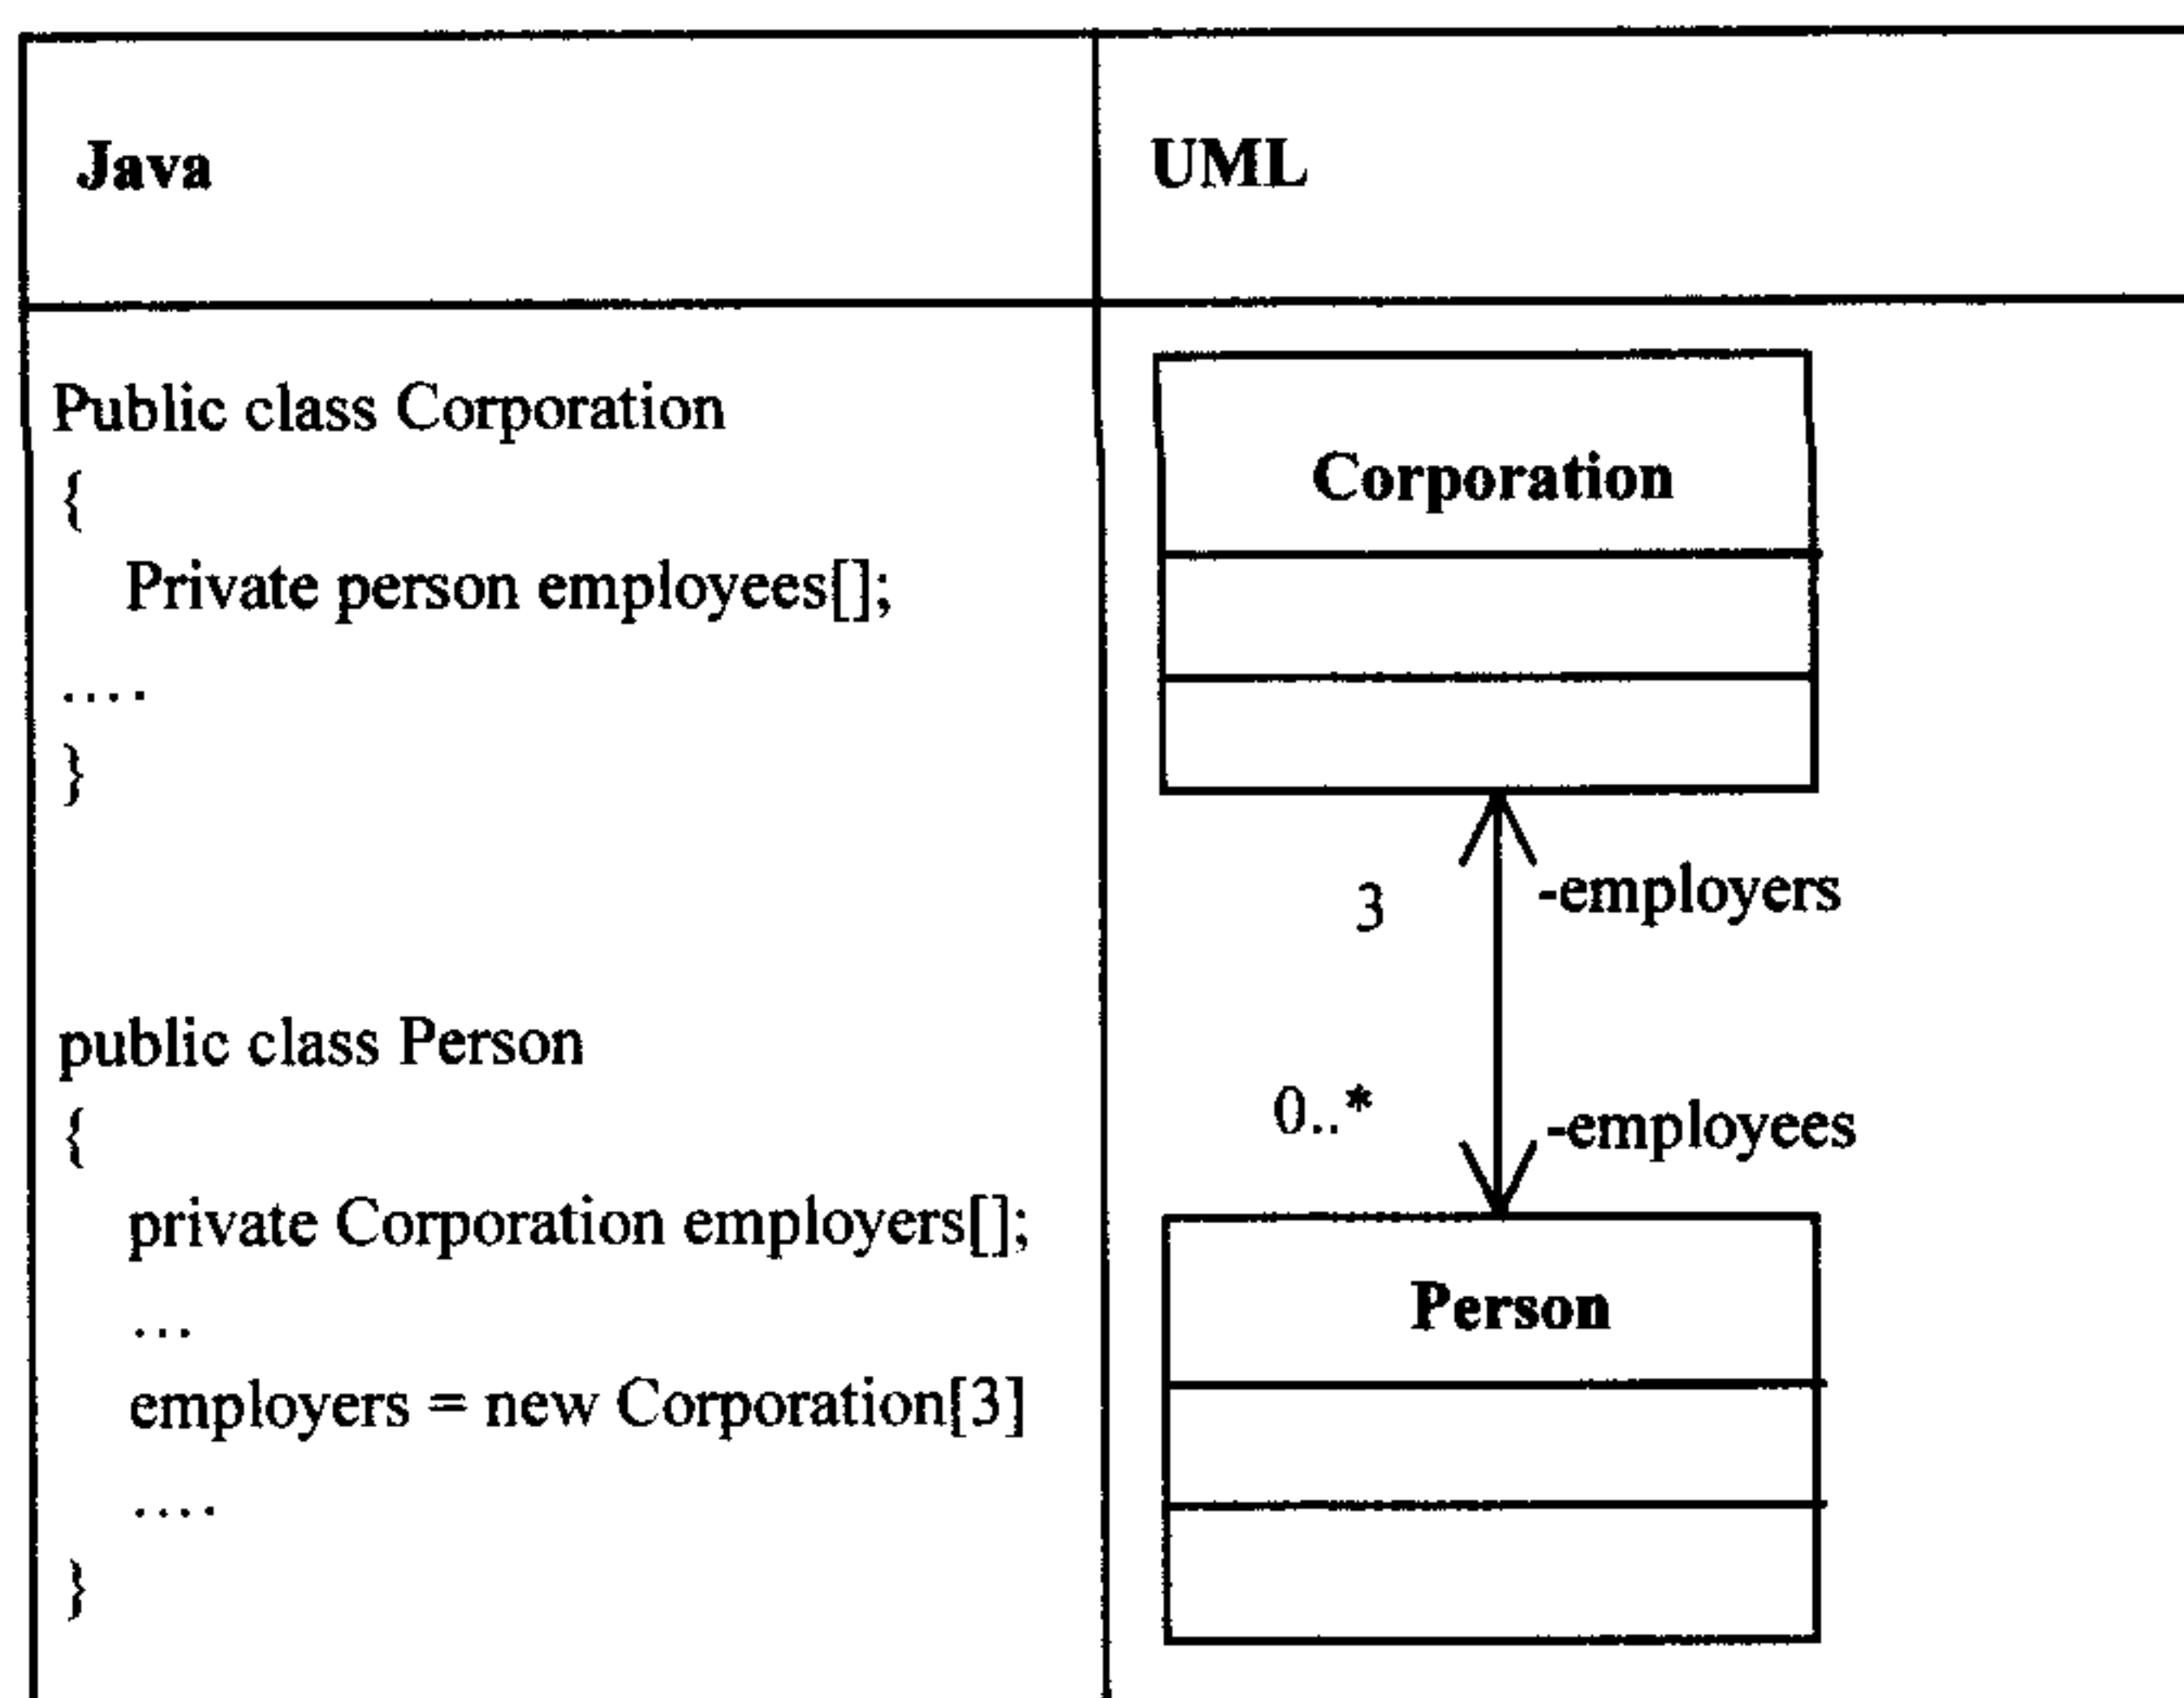 Java
UML
Public class Corporation
{
Private person employees[];
....
}
public class Person
{
private Corporation employers[];
...
employers = new Corporation[3]
....
}
Corporation
3
-employers
0..*
-employees
Person